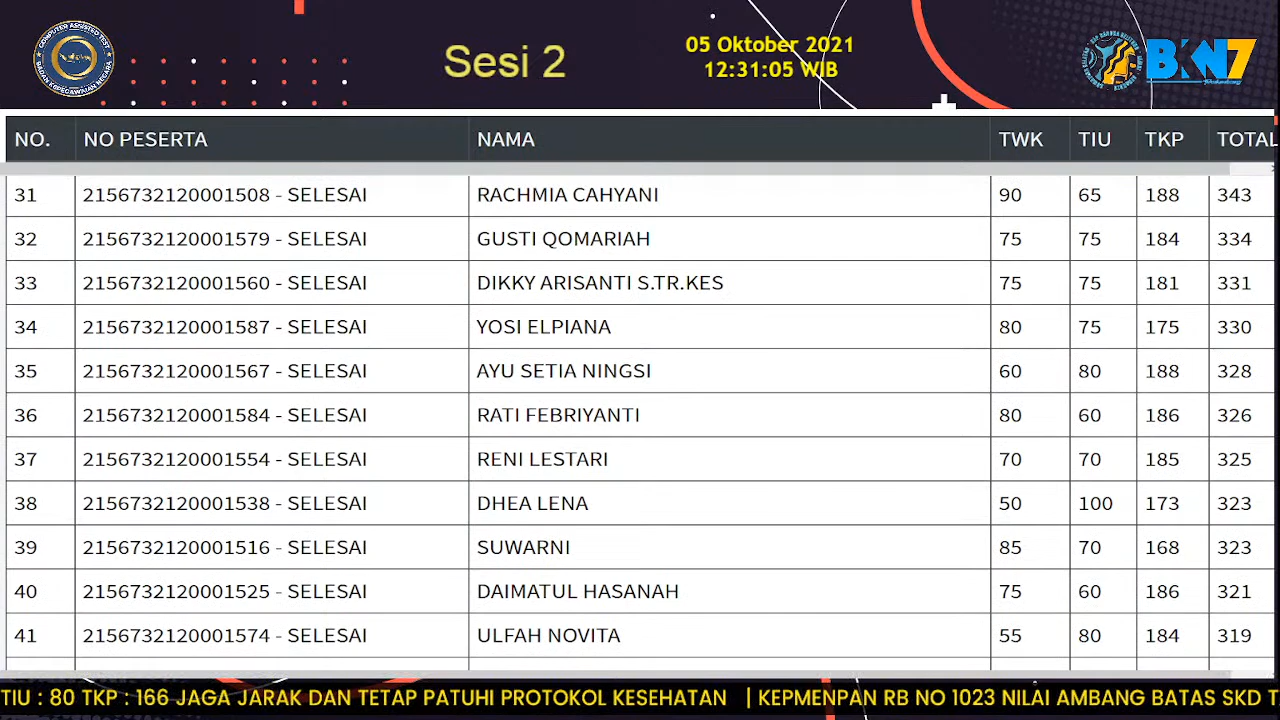 COMPUTER ASSISTED TEST
BADAN KEPEGAWAIAN NEGARA
Sesi 2
05 Oktober 2021
12:31:05 WIB
BKN7
NO. NO PESERTA NAMA TWK TIU TKP TOTAL
31 2156732120001508 - SELESAI RACHMIA CAHYANI 90 65 188 343
32 2156732120001579 - SELESAI GUSTI QOMARIAH 75 75 184 334
33 2156732120001560 - SELESAI DIKKY ARISANTI S.TR.KES 75 75 181 331
34 2156732120001587 - SELESAI YOSI ELPIANA 80 75 175 330
35 2156732120001567 - SELESAI AYU SETIA NINGSI 60 80 188 328
36 2156732120001584 - SELESAI RATI FEBRIYANTI 80 60 186 326
37 2156732120001554 - SELESAI RENI LESTARI 70 70 185 325
38 2156732120001538 - SELESAI DHEA LENA 50 100 173 323
39 2156732120001516 - SELESAI SUWARNI 85 70 168 323
40 2156732120001525 - SELESAI DAIMATUL HASANAH 75 60 186 321
41 2156732120001574 - SELESAI ULFAH NOVITA 55 80 184 319
TIU : 80 TKP : 166 JAGA JARAK DAN TETAP PATUHI PROTOKOL KESEHATAN | KEPMENPAN RB NO 1023 NILAI AMBANG BATAS SKD T